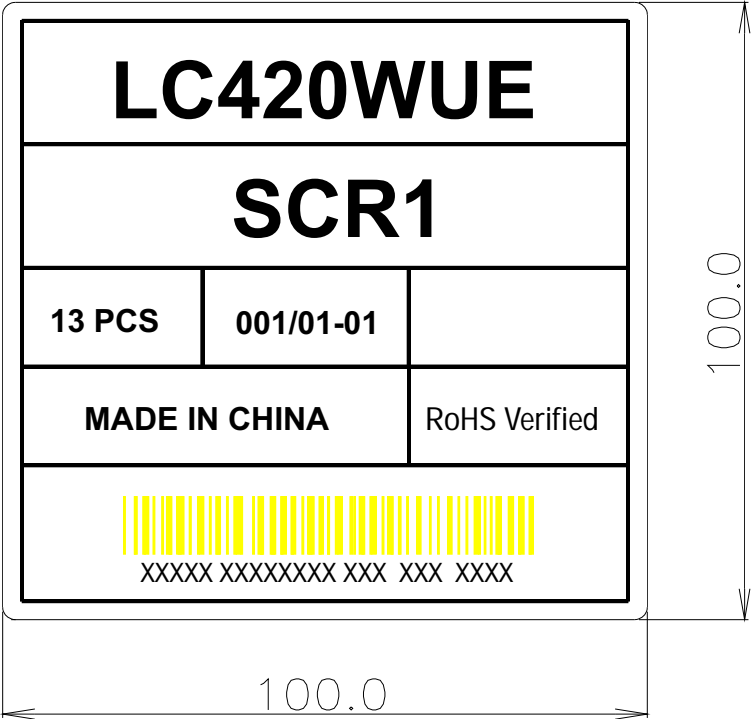 LC420WUE
SCR1
13 PCS 001/01-01
MADE IN CHINA RoHS Verified
XXXXX XXXXXXXX XXX XXX XXXX
100.0
100.0